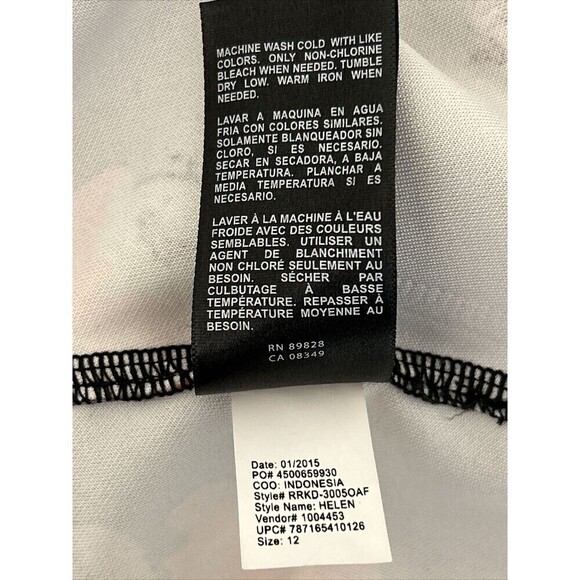 MACHINE WASH COLD WITH LIKE
COLORS. ONLY NON-CHLORINE
BLEACH WHEN NEEDED. TUMBLE
DRY LOW. WARM IRON WHEN
NEEDED.
LAVAR A MAQUINA EN AGUA
FRIA CON COLORES SiMILARES.
SOLAMENTE BLANQUEADOR SIN
CLORO, SI ES NECESARIO.
SECAR EN SECADORA, A BAJA
TEMPERATURA. PLANCHAR A
MEDIA TEMPERATURA SI ES
NECESARIO.
LAVER À LA MACHINE À L'EAU
FROIDE AVEC DES COULEURS
SEMBLABLES. UTILISER UN
AGENT DE BLANCHIMENT
NON CHLORÉ SEULEMENT AU
BESOIN. SÉCHER PAR
CULBUTAGE À BASSE
TEMPÉRATURE. REPASSER À
TEMPÉRATURE MOYENNE AU
BESOIN.
RN 89828
CA 08349
Date: 01/2015
PO# 4500659930
COO: INDONESIA
Style# RRKD-3005OAF
Style Name: HELEN
Vendor# 1004453
UPC# 787165410126
Size: 12